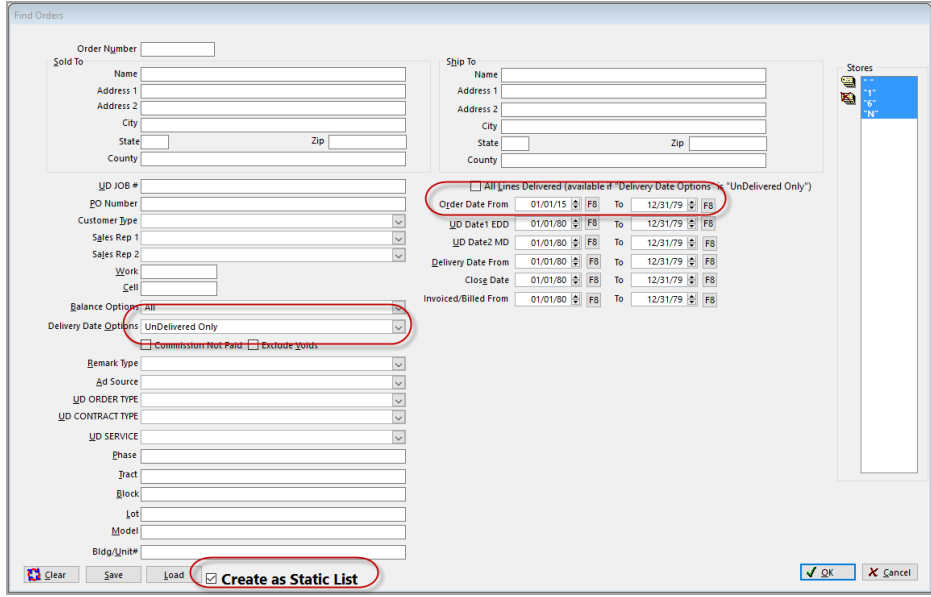 Find Orders
Order Number
Sold To
Name
Address 1
Address 2
City
State Zip
County
Ship To
Name
Address 1
Address 2
City
State Zip
County
Stores
" "
"1"
"6"
"N"
UD JOB #
PO Number
Customer Type
Sales Rep 1
Sales Rep 2
Work
Cell
Balance Options All
Delivery Date Options UnDelivered Only
Commission Not Paid Exclude Voids
Remark Type
Ad Source
UD ORDER TYPE
UD CONTRACT TYPE
UD SERVICE
Phase
Tract
Block
Lot
Model
Bldg/Unit#
All Lines Delivered (available if "Delivery Date Options" is "UnDelivered Only")
Order Date From 01/01/15 F8 To 12/31/79 F8
UD Date1 EDD 01/01/80 F8 To 12/31/79 F8
UD Date2 MD 01/01/80 F8 To 12/31/79 F8
Delivery Date From 01/01/80 F8 To 12/31/79 F8
Close Date 01/01/80 F8 To 12/31/79 F8
Invoiced/Billed From 01/01/80 F8 To 12/31/79 F8
Clear Save Load Create as Static List OK Cancel